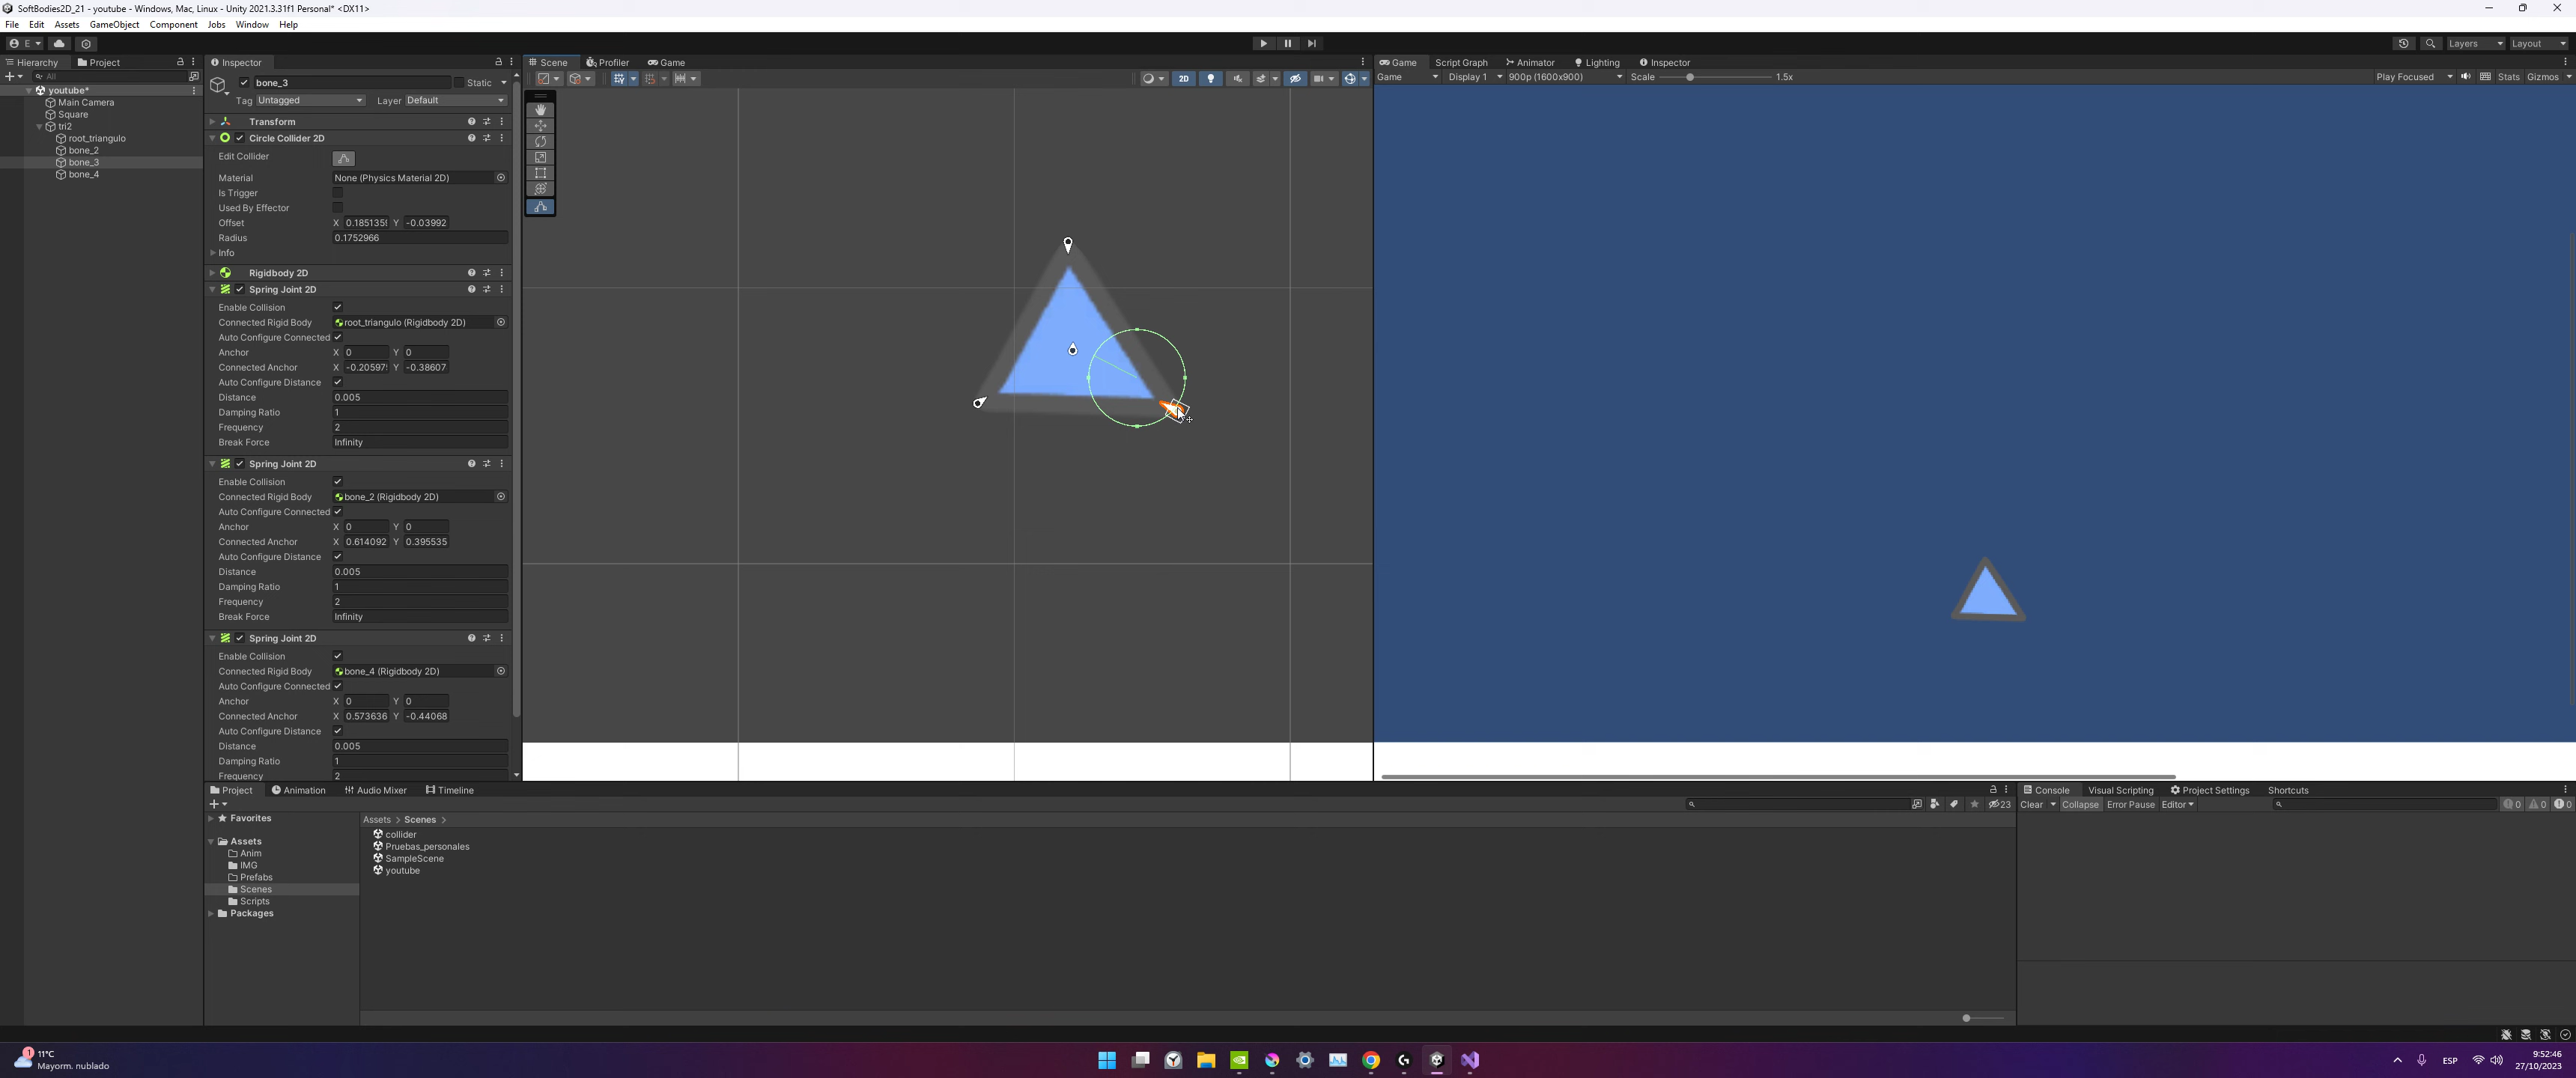 SoftBodies2D_21 - youtube - Windows, Mac, Linux - Unity 2021.3.31f1 Personal* <DX11>
File Edit Assets GameObject Component Jobs Window Help
E Layers Layout
Hierarchy Project
All
youtube*
Main Camera
Square
tri2
root_triangulo
bone_2
bone_3
bone_4
Inspector
bone_3 Static
Tag Untagged Layer Default
Transform
Circle Collider 2D
Edit Collider
Material None (Physics Material 2D)
Is Trigger
Used By Effector
Offset X 0.185135 Y -0.03992
Radius 0.1752966
Info
Rigidbody 2D
Spring Joint 2D
Enable Collision
Connected Rigid Body root_triangulo (Rigidbody 2D)
Auto Configure Connected
Anchor X 0 Y 0
Connected Anchor X -0.20597 Y -0.38607
Auto Configure Distance
Distance 0.005
Damping Ratio 1
Frequency 2
Break Force Infinity
Spring Joint 2D
Enable Collision
Connected Rigid Body bone_2 (Rigidbody 2D)
Auto Configure Connected
Anchor X 0 Y 0
Connected Anchor X 0.614092 Y 0.395535
Auto Configure Distance
Distance 0.005
Damping Ratio 1
Frequency 2
Break Force Infinity
Spring Joint 2D
Enable Collision
Connected Rigid Body bone_4 (Rigidbody 2D)
Auto Configure Connected
Anchor X 0 Y 0
Connected Anchor X 0.573636 Y -0.44068
Auto Configure Distance
Distance 0.005
Damping Ratio 1
Frequency 2
Scene Profiler Game
2D
Game Script Graph Animator Lighting Inspector
Game Display 1 900p (1600x900) Scale 1.5x Play Focused Stats Gizmos
Project Animation Audio Mixer Timeline
23
Favorites
Assets
Anim
IMG
Prefabs
Scenes
Scripts
Packages
Assets > Scenes >
collider
Pruebas_personales
SampleScene
youtube
Console Visual Scripting Project Settings Shortcuts
Clear Collapse Error Pause Editor 0 0 0
1 11°C
Mayorm. nublado
ESP
9:52:46
27/10/2023